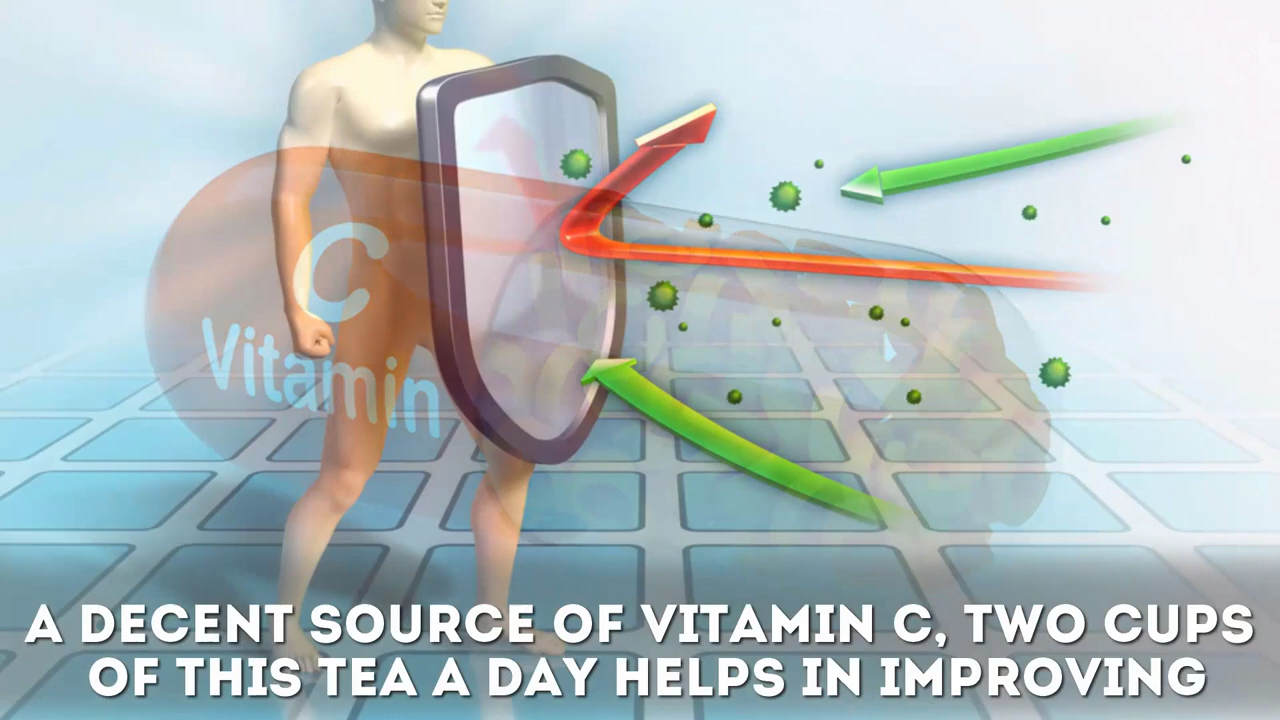 C
Vitamin
A DECENT SOURCE OF VITAMIN C, TWO CUPS
OF THIS TEA A DAY HELPS IN IMPROVING